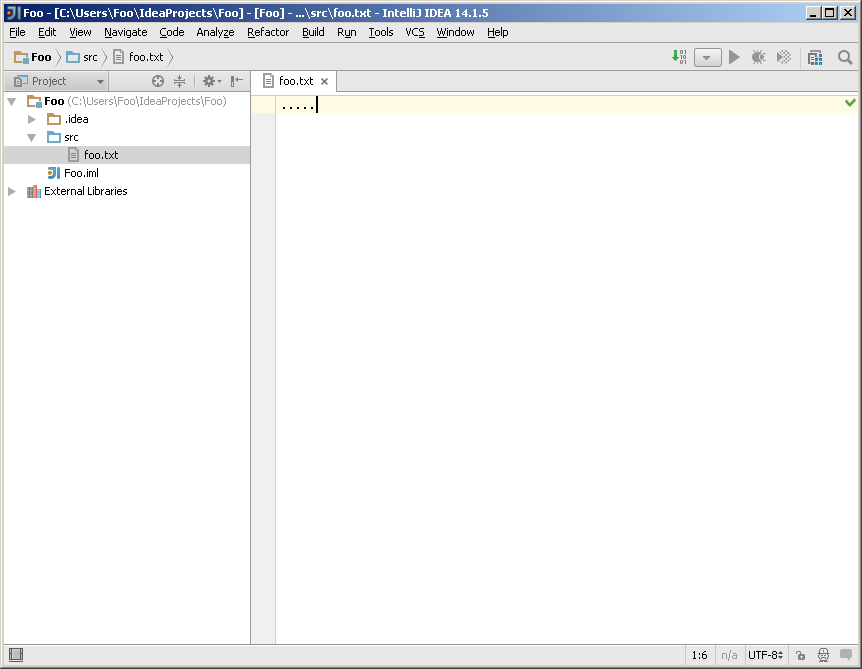 Foo - [C:\Users\Foo\IdeaProjects\Foo] - [Foo] - ...\src\foo.txt - IntelliJ IDEA 14.1.5
File Edit View Navigate Code Analyze Refactor Build Run Tools VCS Window Help
Foo src foo.txt
Project
foo.txt
Foo (C:\Users\Foo\IdeaProjects\Foo)
.....
.idea
src
foo.txt
Foo.iml
External Libraries
1:6 n/a UTF-8